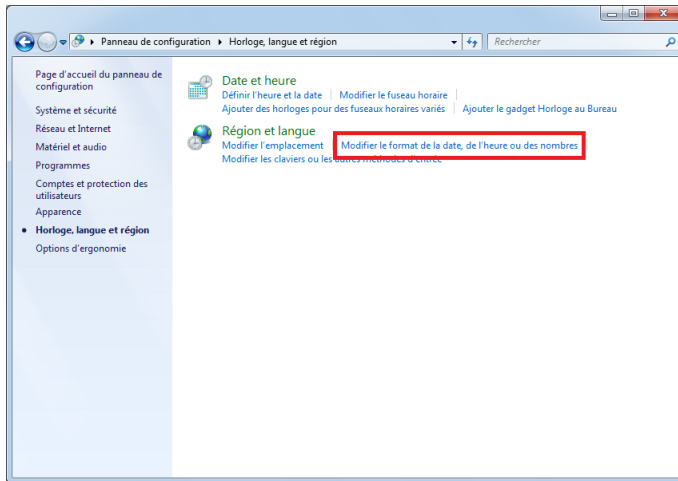 Panneau de configuration Horloge, langue et région Rechercher
Page d'accueil du panneau de
configuration
Système et sécurité
Réseau et Internet
Matériel et audio
Programmes
Comptes et protection des
utilisateurs
Apparence
Horloge, langue et région
Options d'ergonomie
Date et heure
Définir l'heure et la date Modifier le fuseau horaire
Ajouter des horloges pour des fuseaux horaires variés Ajouter le gadget Horloge au Bureau
Région et langue
Modifier l'emplacement Modifier le format de la date, de l'heure ou des nombres
Modifier les claviers ou les autres méthodes d'entrée